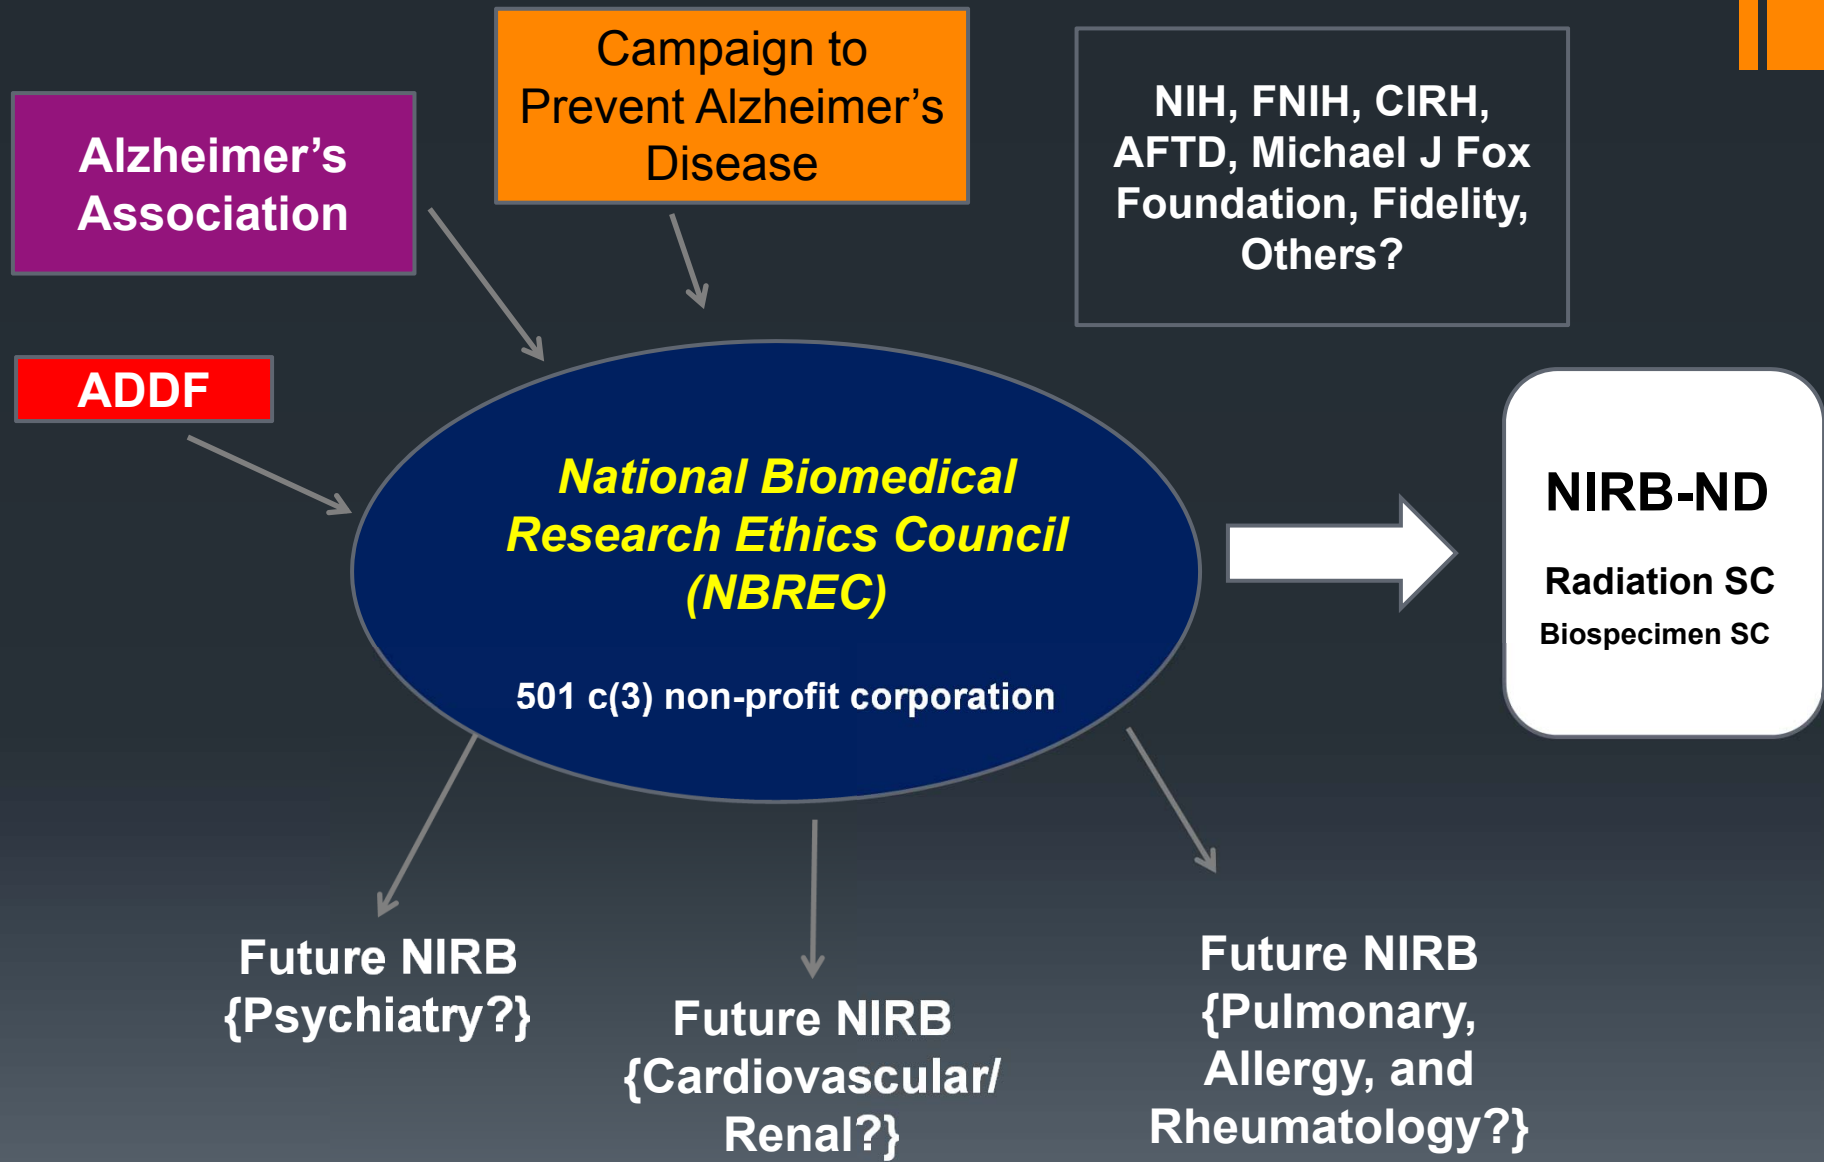 Campaign to
Prevent Alzheimer’s
Disease
NIH, FNIH, CIRH,
AFTD, Michael J Fox
Foundation, Fidelity,
Others?
Alzheimer’s
Association
ADDF
National Biomedical
Research Ethics Council
(NBREC)
501 c(3) non-profit corporation
NIRB-ND
Radiation SC
Biospecimen SC
Future NIRB
{Psychiatry?}
Future NIRB
{Cardiovascular/
Renal?}
Future NIRB
{Pulmonary,
Allergy, and
Rheumatology?}